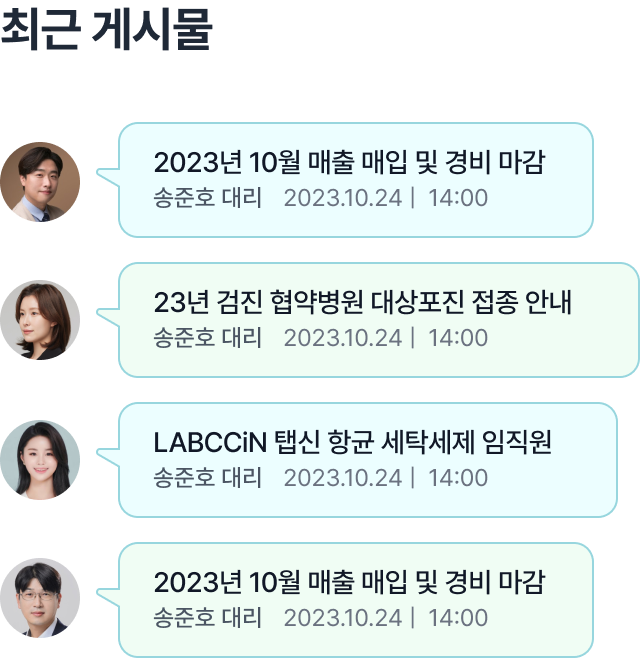 최근 게시물
2023년 10월 매출 매입 및 경비 마감
송준호 대리 2023.10.24 | 14:00
23년 검진 협약병원 대상포진 접종 안내
송준호 대리 2023.10.24 | 14:00
LABCCiN 탭신 항균 세탁세제 임직원
송준호 대리 2023.10.24 | 14:00
2023년 10월 매출 매입 및 경비 마감
송준호 대리 2023.10.24 | 14:00